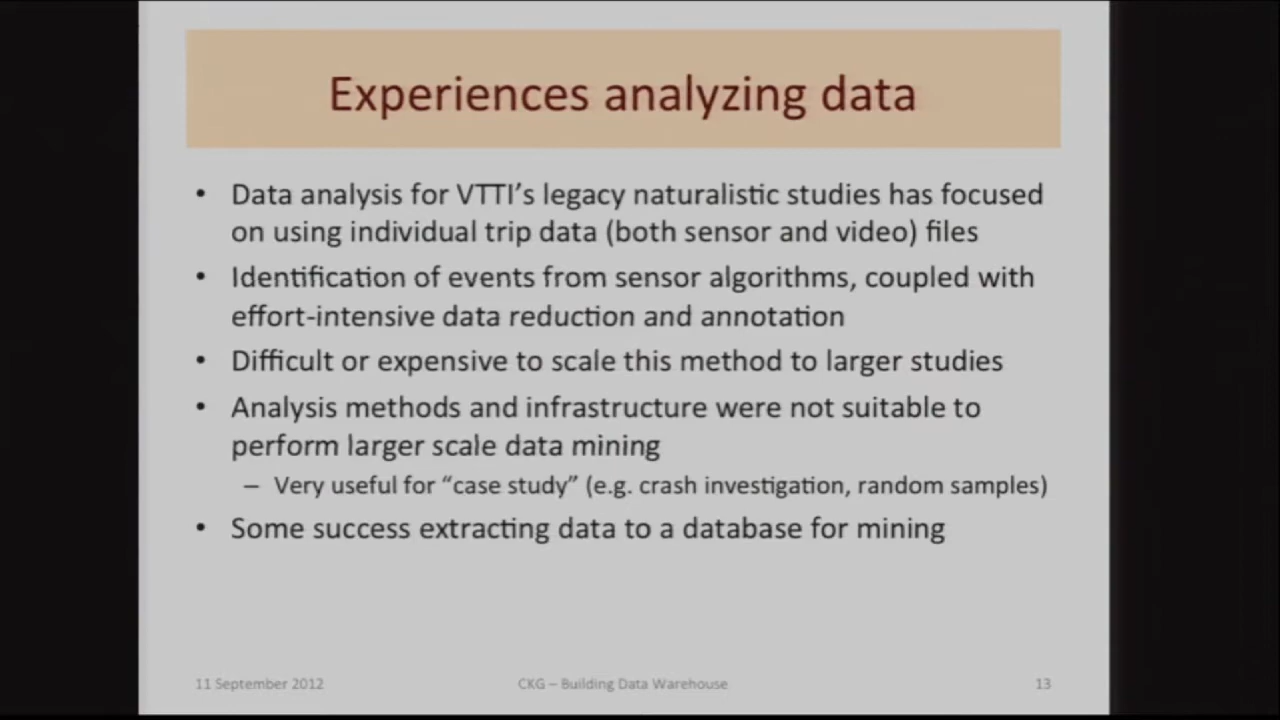 Experiences analyzing data
• Data analysis for VTTI’s legacy naturalistic studies has focused
on using individual trip data (both sensor and video) files
• Identification of events from sensor algorithms, coupled with
effort-intensive data reduction and annotation
• Difficult or expensive to scale this method to larger studies
• Analysis methods and infrastructure were not suitable to
perform larger scale data mining
– Very useful for “case study” (e.g. crash investigation, random samples)
• Some success extracting data to a database for mining
11 September 2012
CKG – Building Data Warehouse
13